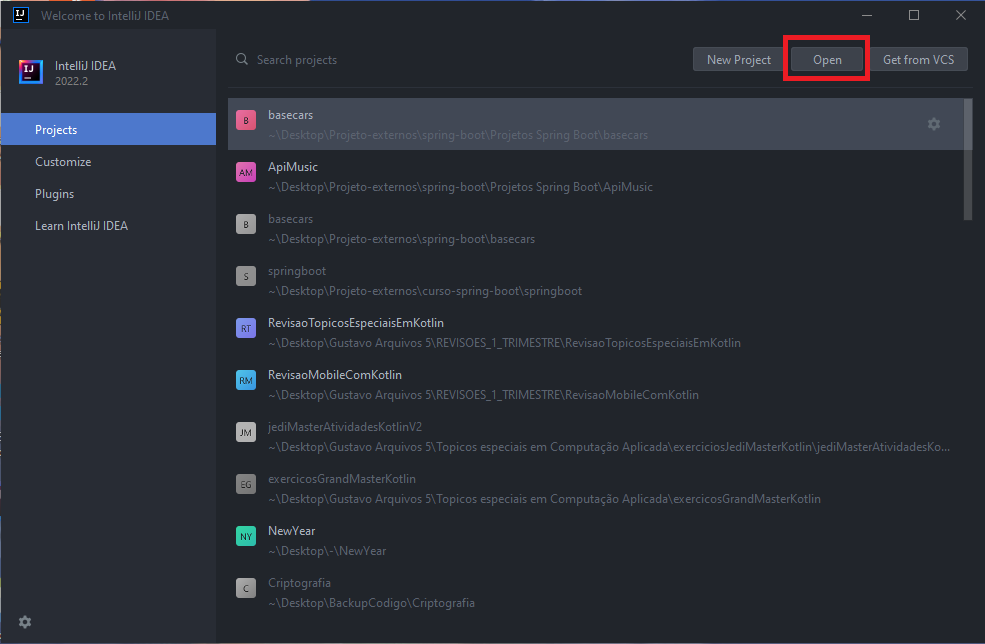 IJ Welcome to IntelliJ IDEA
IJ
IntelliJ IDEA
2022.2
Projects
Customize
Plugins
Learn IntelliJ IDEA
Search projects
New Project
Open
Get from VCS
B
basecars
~\Desktop\Projeto-externos\spring-boot\Projetos Spring Boot\basecars
AM
ApiMusic
~\Desktop\Projeto-externos\spring-boot\Projetos Spring Boot\ApiMusic
B
basecars
~\Desktop\Projeto-externos\spring-boot\basecars
S
springboot
~\Desktop\Projeto-externos\curso-spring-boot\springboot
RT
RevisaoTopicosEspeciaisEmKotlin
~\Desktop\Gustavo Arquivos 5\REVISOES_1_TRIMESTRE\RevisaoTopicosEspeciaisEmKotlin
RM
RevisaoMobileComKotlin
~\Desktop\Gustavo Arquivos 5\REVISOES_1_TRIMESTRE\RevisaoMobileComKotlin
JM
jediMasterAtividadesKotlinV2
~\Desktop\Gustavo Arquivos 5\Topicos especiais em Computação Aplicada\exerciciosJediMasterKotlin\jediMasterAtividadesKo...
EG
exercicosGrandMasterKotlin
~\Desktop\Gustavo Arquivos 5\Topicos especiais em Computação Aplicada\exercicosGrandMasterKotlin
NY
NewYear
~\Desktop\-\NewYear
C
Criptografia
~\Desktop\BackupCodigo\Criptografia